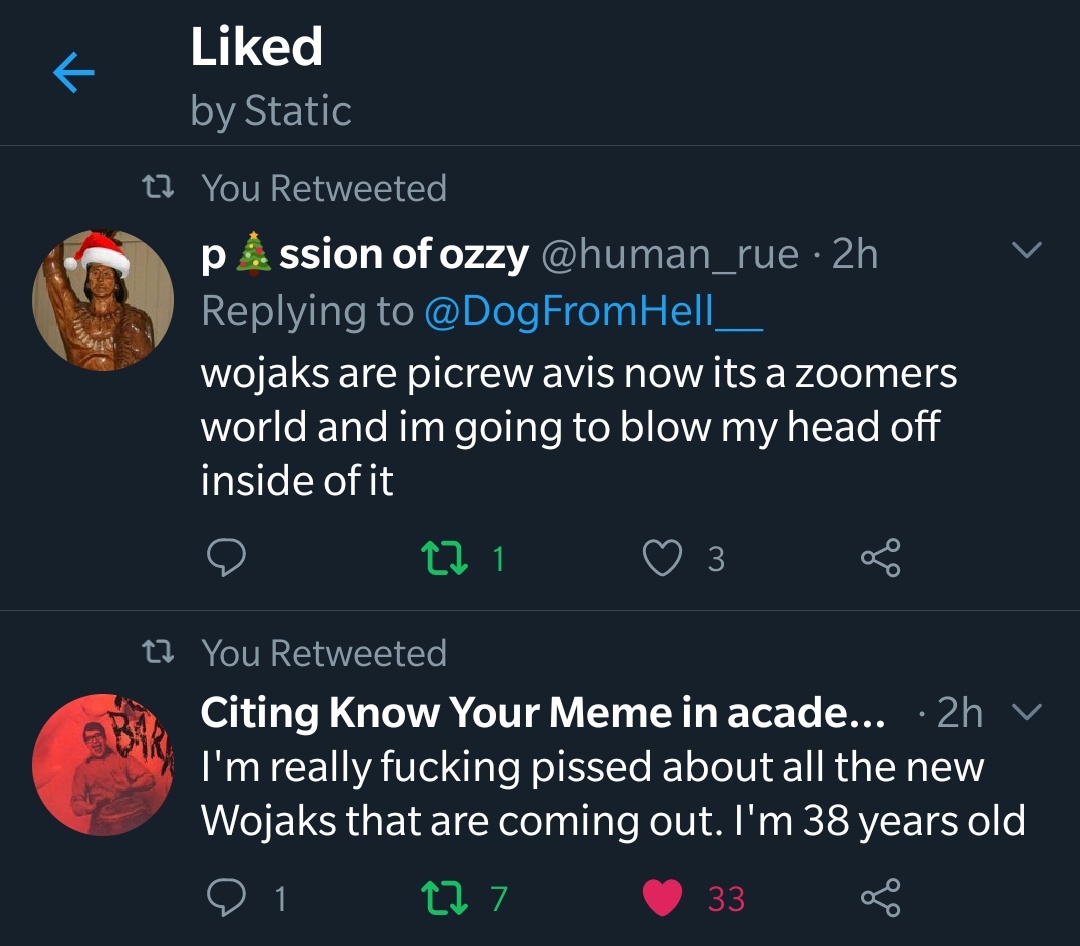 Liked
by Static
You Retweeted
p🎄ssion of ozzy @human_rue · 2h
Replying to @DogFromHell__
wojaks are picrew avis now its a zoomers
world and im going to blow my head off
inside of it
1 3
You Retweeted
Citing Know Your Meme in acade... · 2h
I'm really fucking pissed about all the new
Wojaks that are coming out. I'm 38 years old
1 7 33